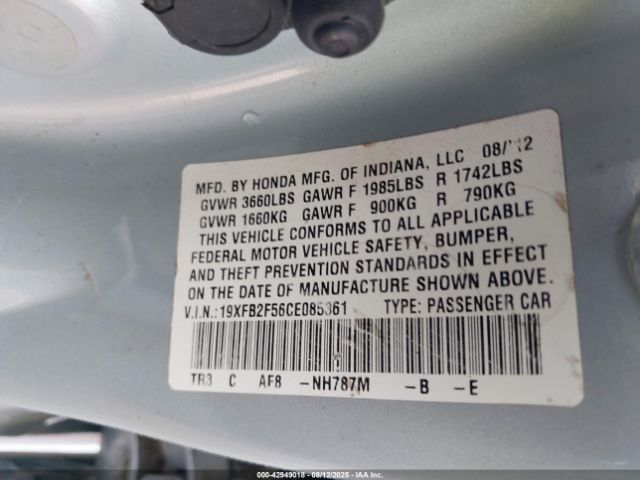 MFD. BY HONDA MFG. OF INDIANA, LLC 08/12
GVWR 3660LBS GAWR F 1985LBS R 1742LBS
GVWR 1660KG GAWR F 900KG R 790KG
THIS VEHICLE CONFORMS TO ALL APPLICABLE
FEDERAL MOTOR VEHICLE SAFETY, BUMPER,
AND THEFT PREVENTION STANDARDS IN EFFECT
ON THE DATE OF MANUFACTURE SHOWN ABOVE.
V.I.N.:19XFB2F56CE085361 TYPE: PASSENGER CAR
TR3 C AF8 -NH787M -B -E
000-42949018 - 08/12/2025 - IAA Inc.